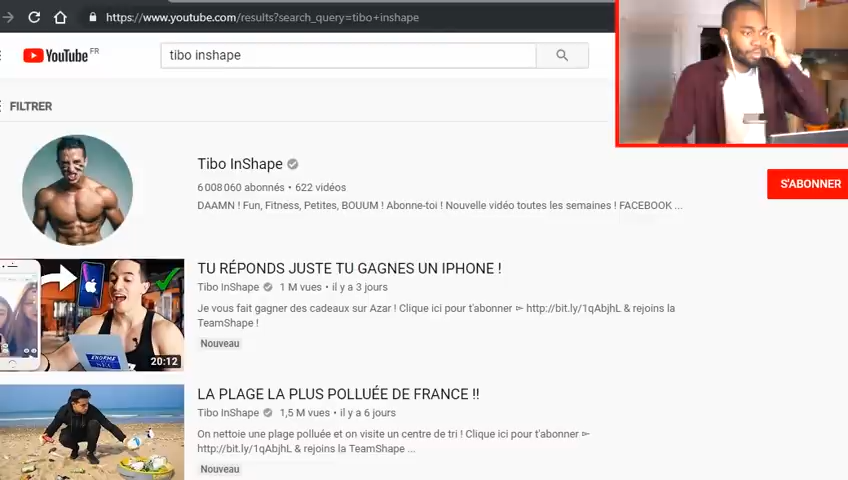 https://www.youtube.com/results?search_query=tibo+inshape
YouTube FR
tibo inshape
FILTRER
Tibo InShape
6 008 060 abonnés • 622 vidéos
S'ABONNER
DAAMN ! Fun, Fitness, Petites, BOUUM ! Abonne-toi ! Nouvelle vidéo toutes les semaines ! FACEBOOK ...
TU RÉPONDS JUSTE TU GAGNES UN IPHONE !
Tibo InShape 1 M vues • il y a 3 jours
Je vous fait gagner des cadeaux sur Azar ! Clique ici pour t'abonner ► http://bit.ly/1qAbjhL & rejoins la
TeamShape !
Nouveau
ENORME
SEC
20:12
LA PLAGE LA PLUS POLLUÉE DE FRANCE !!
Tibo InShape 1,5 M vues • il y a 6 jours
On nettoie une plage polluée et on visite un centre de tri ! Clique ici pour t'abonner ►
http://bit.ly/1qAbjhL & rejoins la TeamShape ...
Nouveau